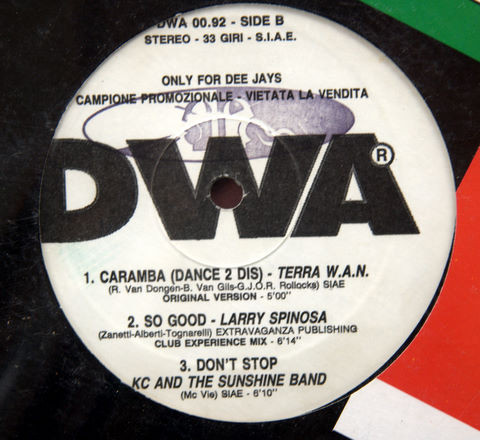 DWA 00.92 - SIDE B
STEREO - 33 GIRI - S.I.A.E.
ONLY FOR DEE JAYS
CAMPIONE PROMOZIONALE - VIETATA LA VENDITA
DWA®
1. CARAMBA (DANCE 2 DIS) - TERRA W.A.N.
(R. Van Dongen-B. Van Gils-G.J.O.R. Rollocks) SIAE
ORIGINAL VERSION - 5'00"
2. SO GOOD - LARRY SPINOSA
(Zanetti-Alberti-Tognarelli) EXTRAVAGANZA PUBLISHING
CLUB EXPERIENCE MIX - 6'14"
3. DON'T STOP
KC AND THE SUNSHINE BAND
(Mc Vie) SIAE - 6'10"